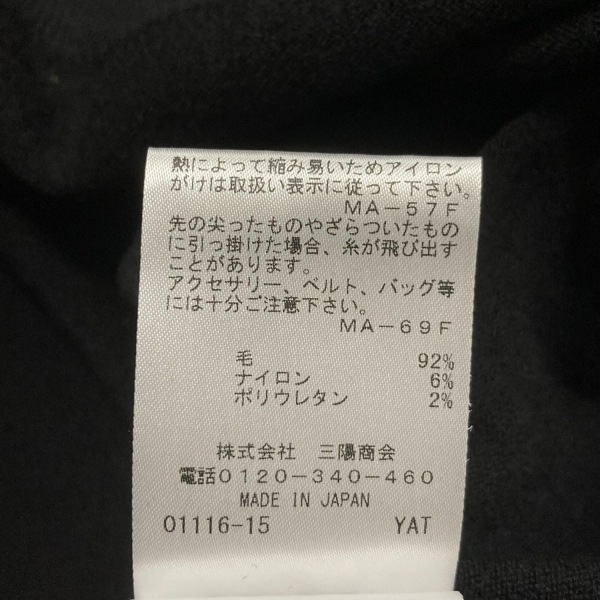 熱によって縮み易いためアイロン
がけは取扱い表示に従って下さい。
MA－57F
先の尖ったものやざらついたもの
に引っ掛けた場合、糸が飛び出す
ことがあります。
アクセサリー、ベルト、バッグ等
には十分ご注意下さい。
MA－69F
毛 92%
ナイロン 6%
ポリウレタン 2%
株式会社 三陽商会
電話0120－340－460
MADE IN JAPAN
01116-15 YAT